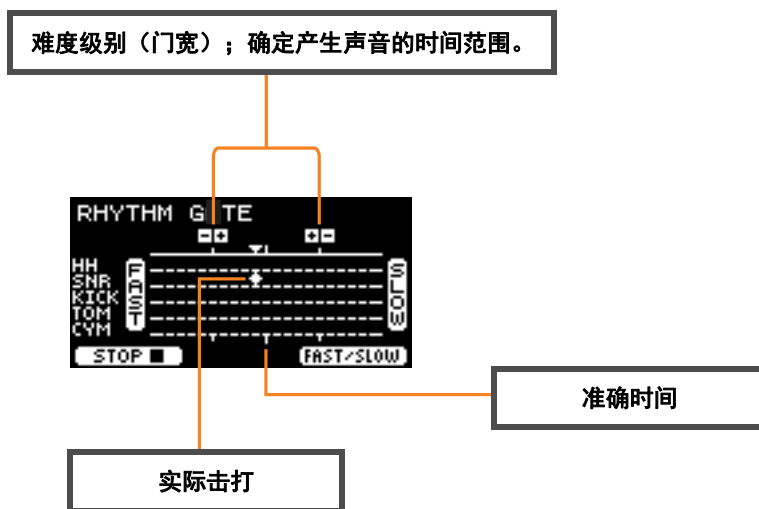 难度级别（门宽）；确定产生声音的时间范围。
RHYTHM G TE
HH
SNR
KICK
TOM
CYM
FAST
SLOW
STOP
FAST/SLOW
准确时间
实际击打